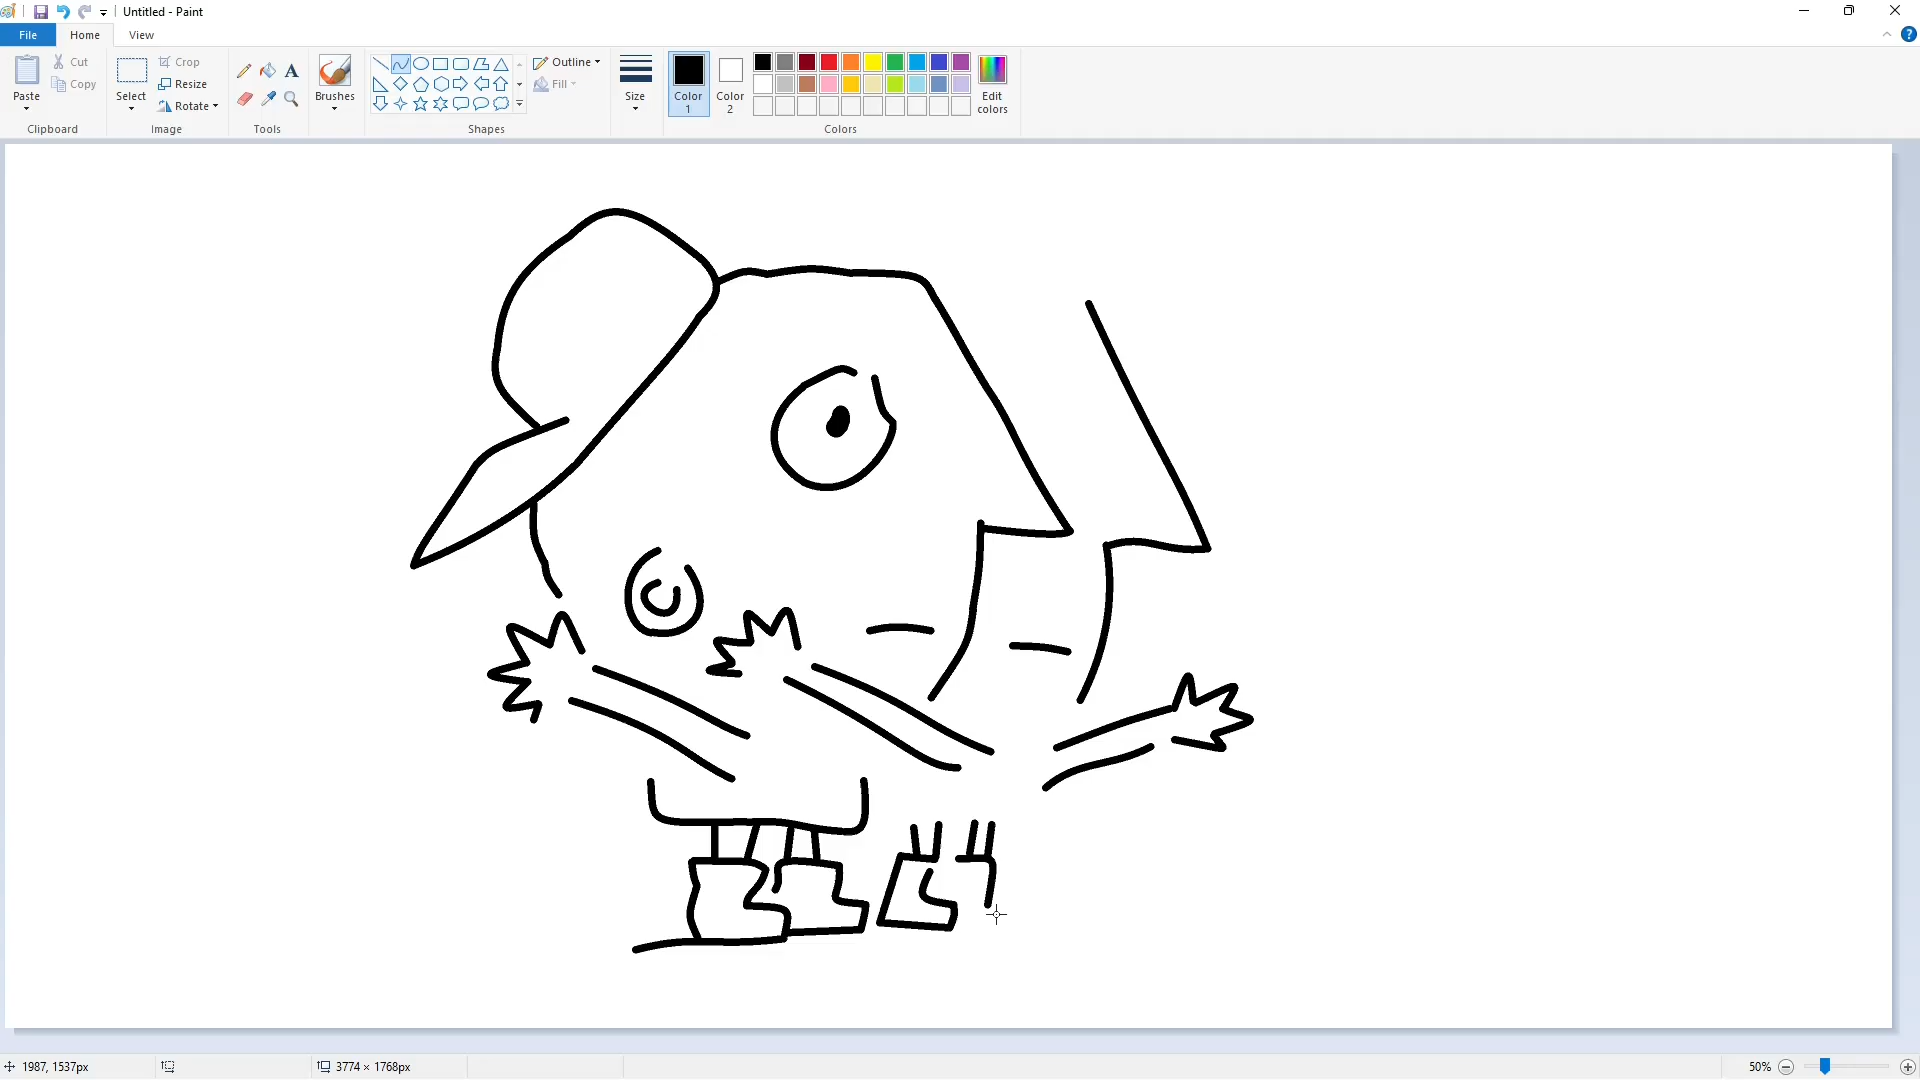 Untitled - Paint
File Home View
Paste
Cut
Copy
Clipboard
Select
Crop
Resize
Rotate
Image
A
Tools
Brushes
Outline
Fill
Shapes
Size
Color 1
Color 2
Edit colors
Colors
?
1987, 1537px
3774 × 1768px
50%